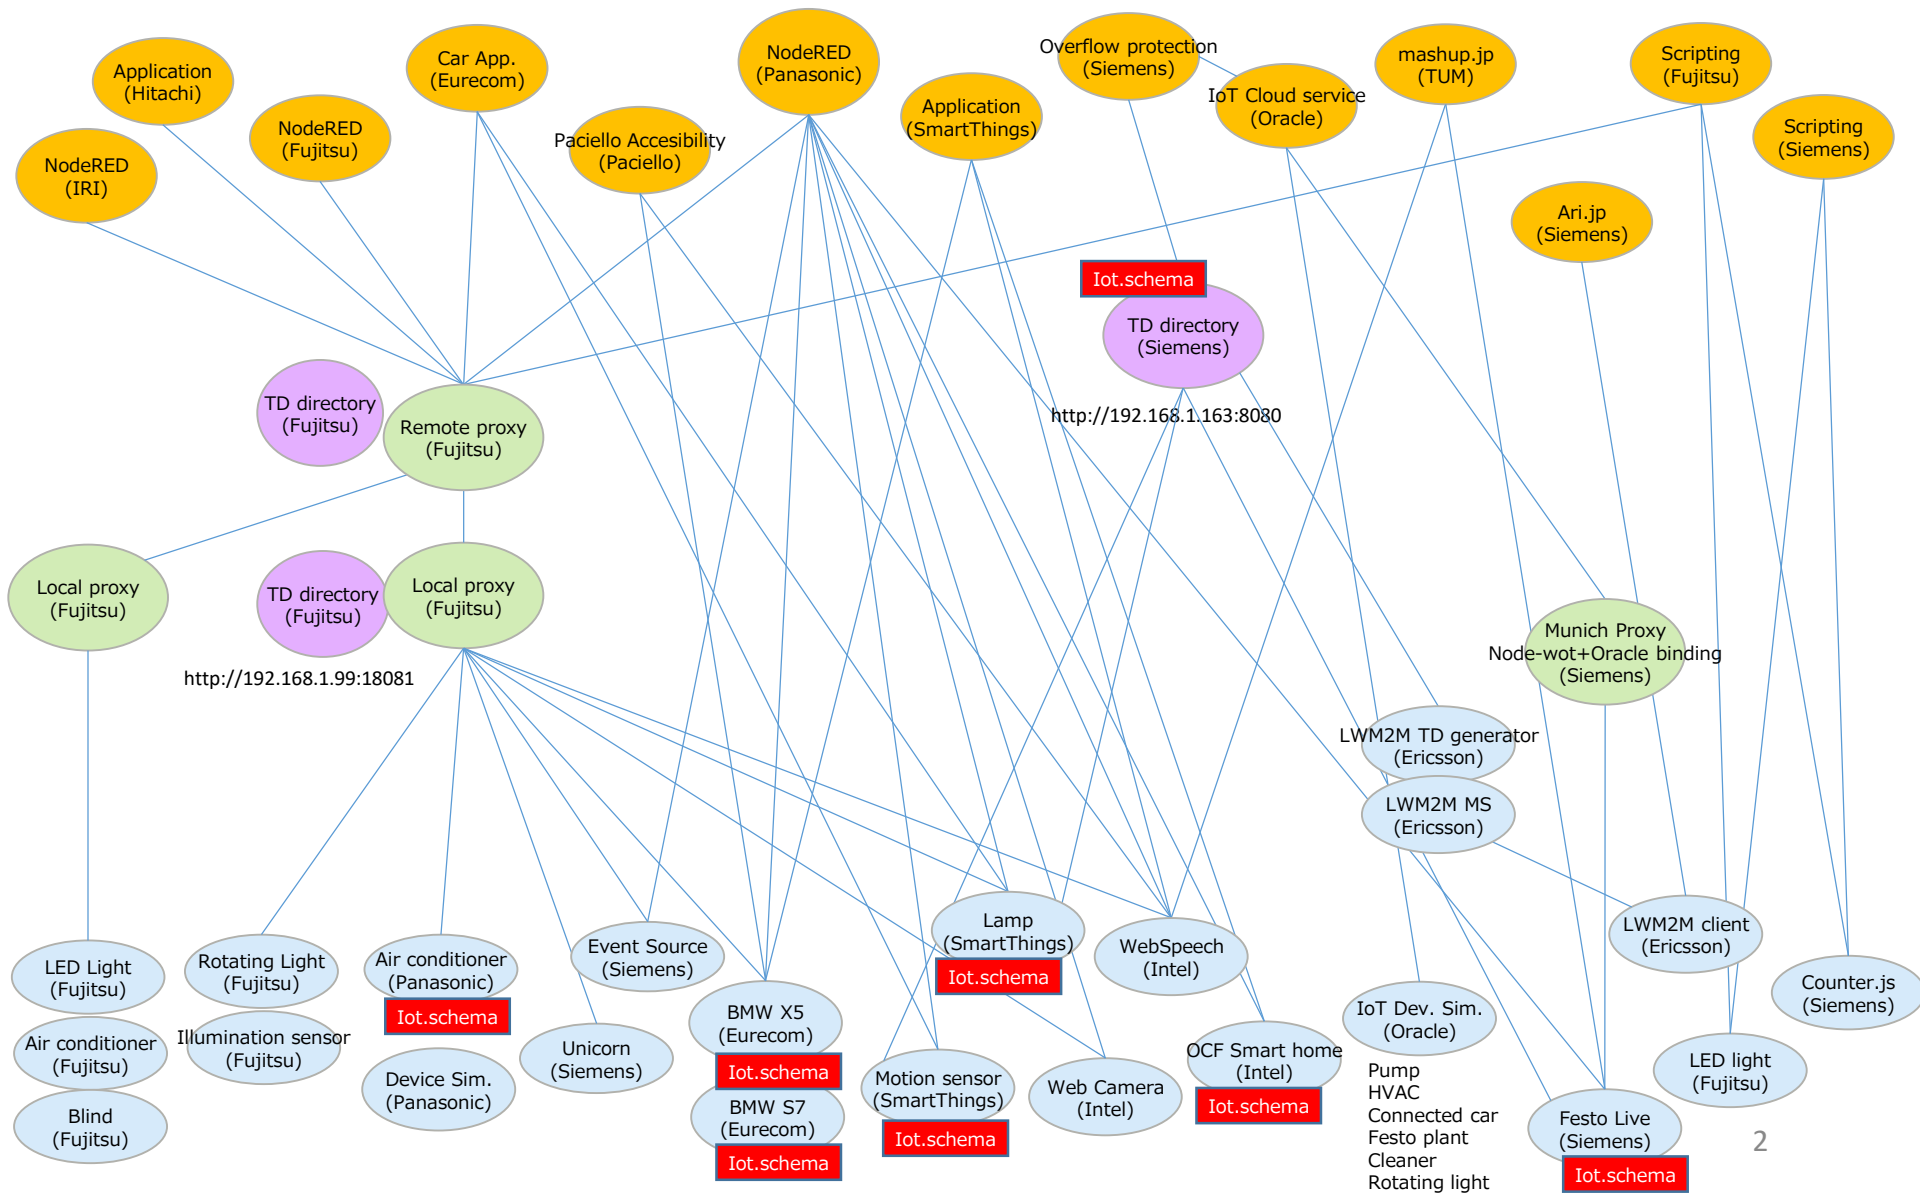 Application
(Hitachi)
Car App.
(Eurecom)
NodeRED
(Panasonic)
Overflow protection
(Siemens)
mashup.jp
(TUM)
Scripting
(Fujitsu)
NodeRED
(IRI)
NodeRED
(Fujitsu)
Paciello Accesibility
(Paciello)
Application
(SmartThings)
IoT Cloud service
(Oracle)
Scripting
(Siemens)
Ari.jp
(Siemens)
Iot.schema
TD directory
(Siemens)
http://192.168.1.163:8080
TD directory
(Fujitsu)
Remote proxy
(Fujitsu)
Local proxy
(Fujitsu)
TD directory
(Fujitsu)
Local proxy
(Fujitsu)
http://192.168.1.99:18081
Munich Proxy
Node-wot+Oracle binding
(Siemens)
LWM2M TD generator
(Ericsson)
LWM2M MS
(Ericsson)
LED Light
(Fujitsu)
Rotating Light
(Fujitsu)
Air conditioner
(Panasonic)
Iot.schema
Event Source
(Siemens)
Lamp
(SmartThings)
Iot.schema
WebSpeech
(Intel)
LWM2M client
(Ericsson)
Counter.js
(Siemens)
Air conditioner
(Fujitsu)
Illumination sensor
(Fujitsu)
Device Sim.
(Panasonic)
Unicorn
(Siemens)
BMW X5
(Eurecom)
Iot.schema
Motion sensor
(SmartThings)
Iot.schema
Web Camera
(Intel)
OCF Smart home
(Intel)
Iot.schema
IoT Dev. Sim.
(Oracle)
Pump
HVAC
Connected car
Festo plant
Cleaner
Rotating light
LED light
(Fujitsu)
Blind
(Fujitsu)
BMW S7
(Eurecom)
Iot.schema
Festo Live
(Siemens)
Iot.schema
2